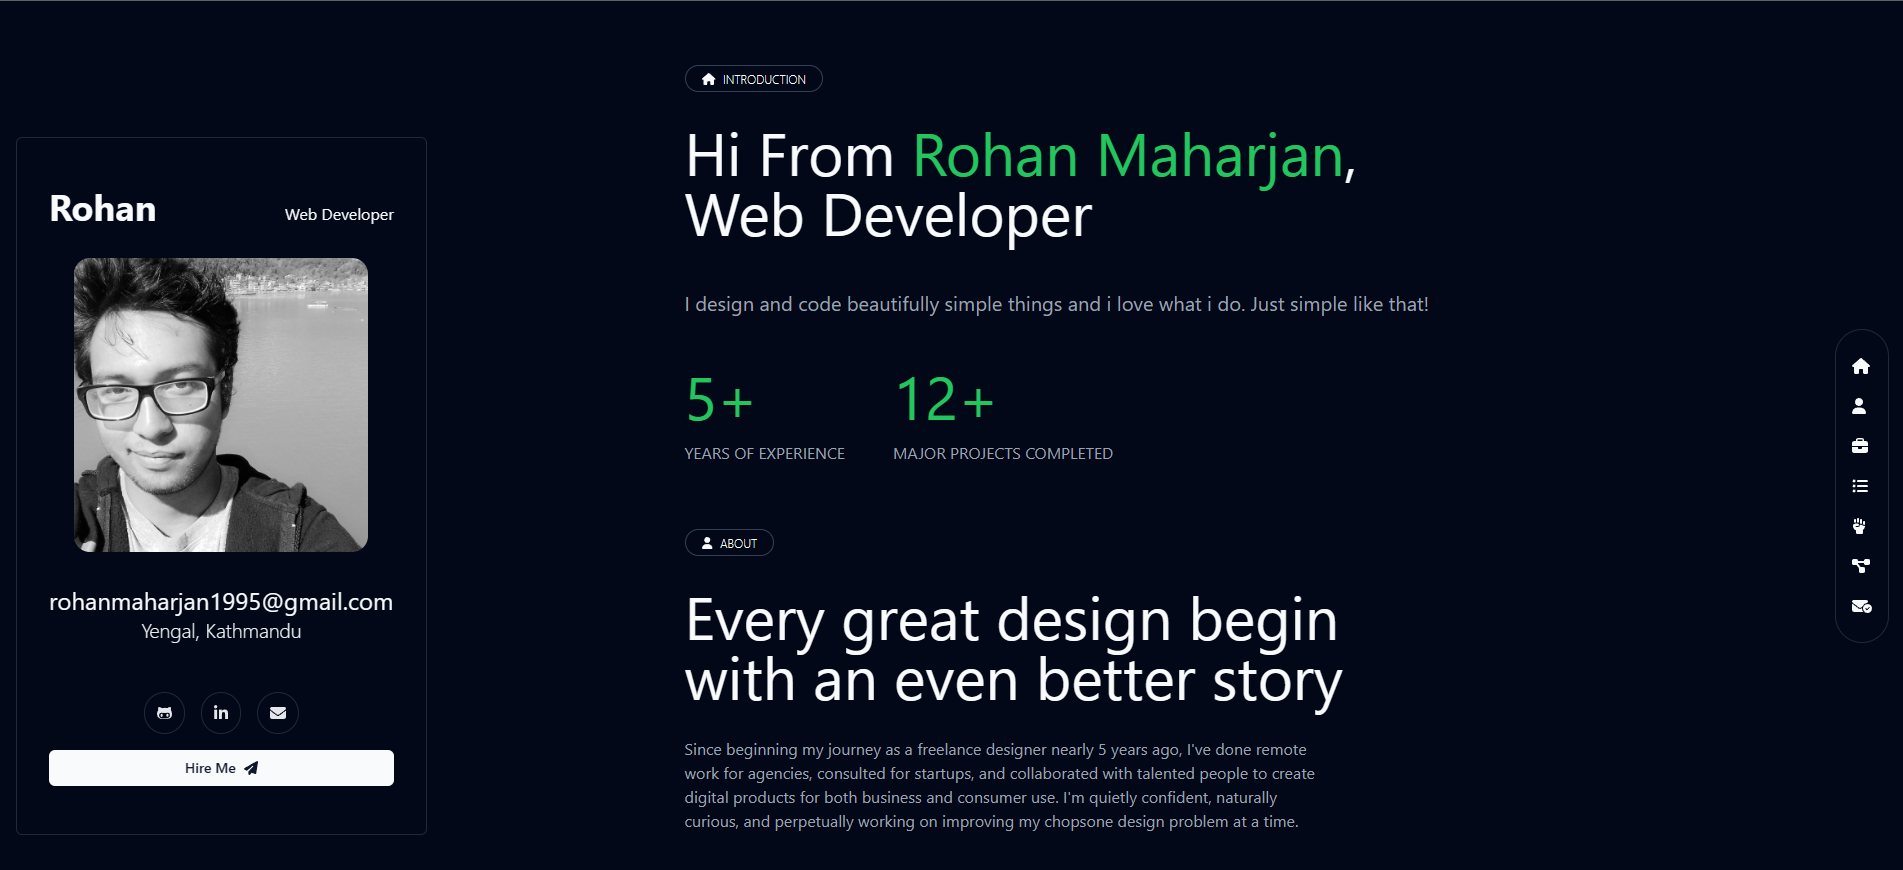 Rohan
Web Developer
rohanmaharjan1995@gmail.com
Yengal, Kathmandu
Hire Me
INTRODUCTION
Hi From Rohan Maharjan,
Web Developer
I design and code beautifully simple things and i love what i do. Just simple like that!
5+
YEARS OF EXPERIENCE
12+
MAJOR PROJECTS COMPLETED
ABOUT
Every great design begin
with an even better story
Since beginning my journey as a freelance designer nearly 5 years ago, I've done remote
work for agencies, consulted for startups, and collaborated with talented people to create
digital products for both business and consumer use. I'm quietly confident, naturally
curious, and perpetually working on improving my chopsone design problem at a time.